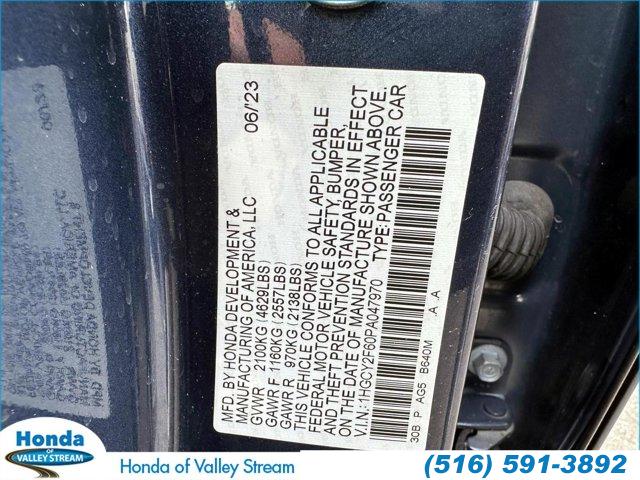 MFD. BY HONDA DEVELOPMENT &
MANUFACTURING OF AMERICA, LLC 06/23
GVWR 2100KG (4629LBS)
GAWR F 1160KG (2557LBS)
GAWR R 970KG (2138LBS)
THIS VEHICLE CONFORMS TO ALL APPLICABLE
FEDERAL MOTOR VEHICLE SAFETY, BUMPER,
AND THEFT PREVENTION STANDARDS IN EFFECT
ON THE DATE OF MANUFACTURE SHOWN ABOVE.
V.I.N.: 1HGCY2F60PA047970 TYPE: PASSENGER CAR
30B P AG5 B640M A A
Honda
of
VALLEY STREAM
Honda of Valley Stream
(516) 591-3892